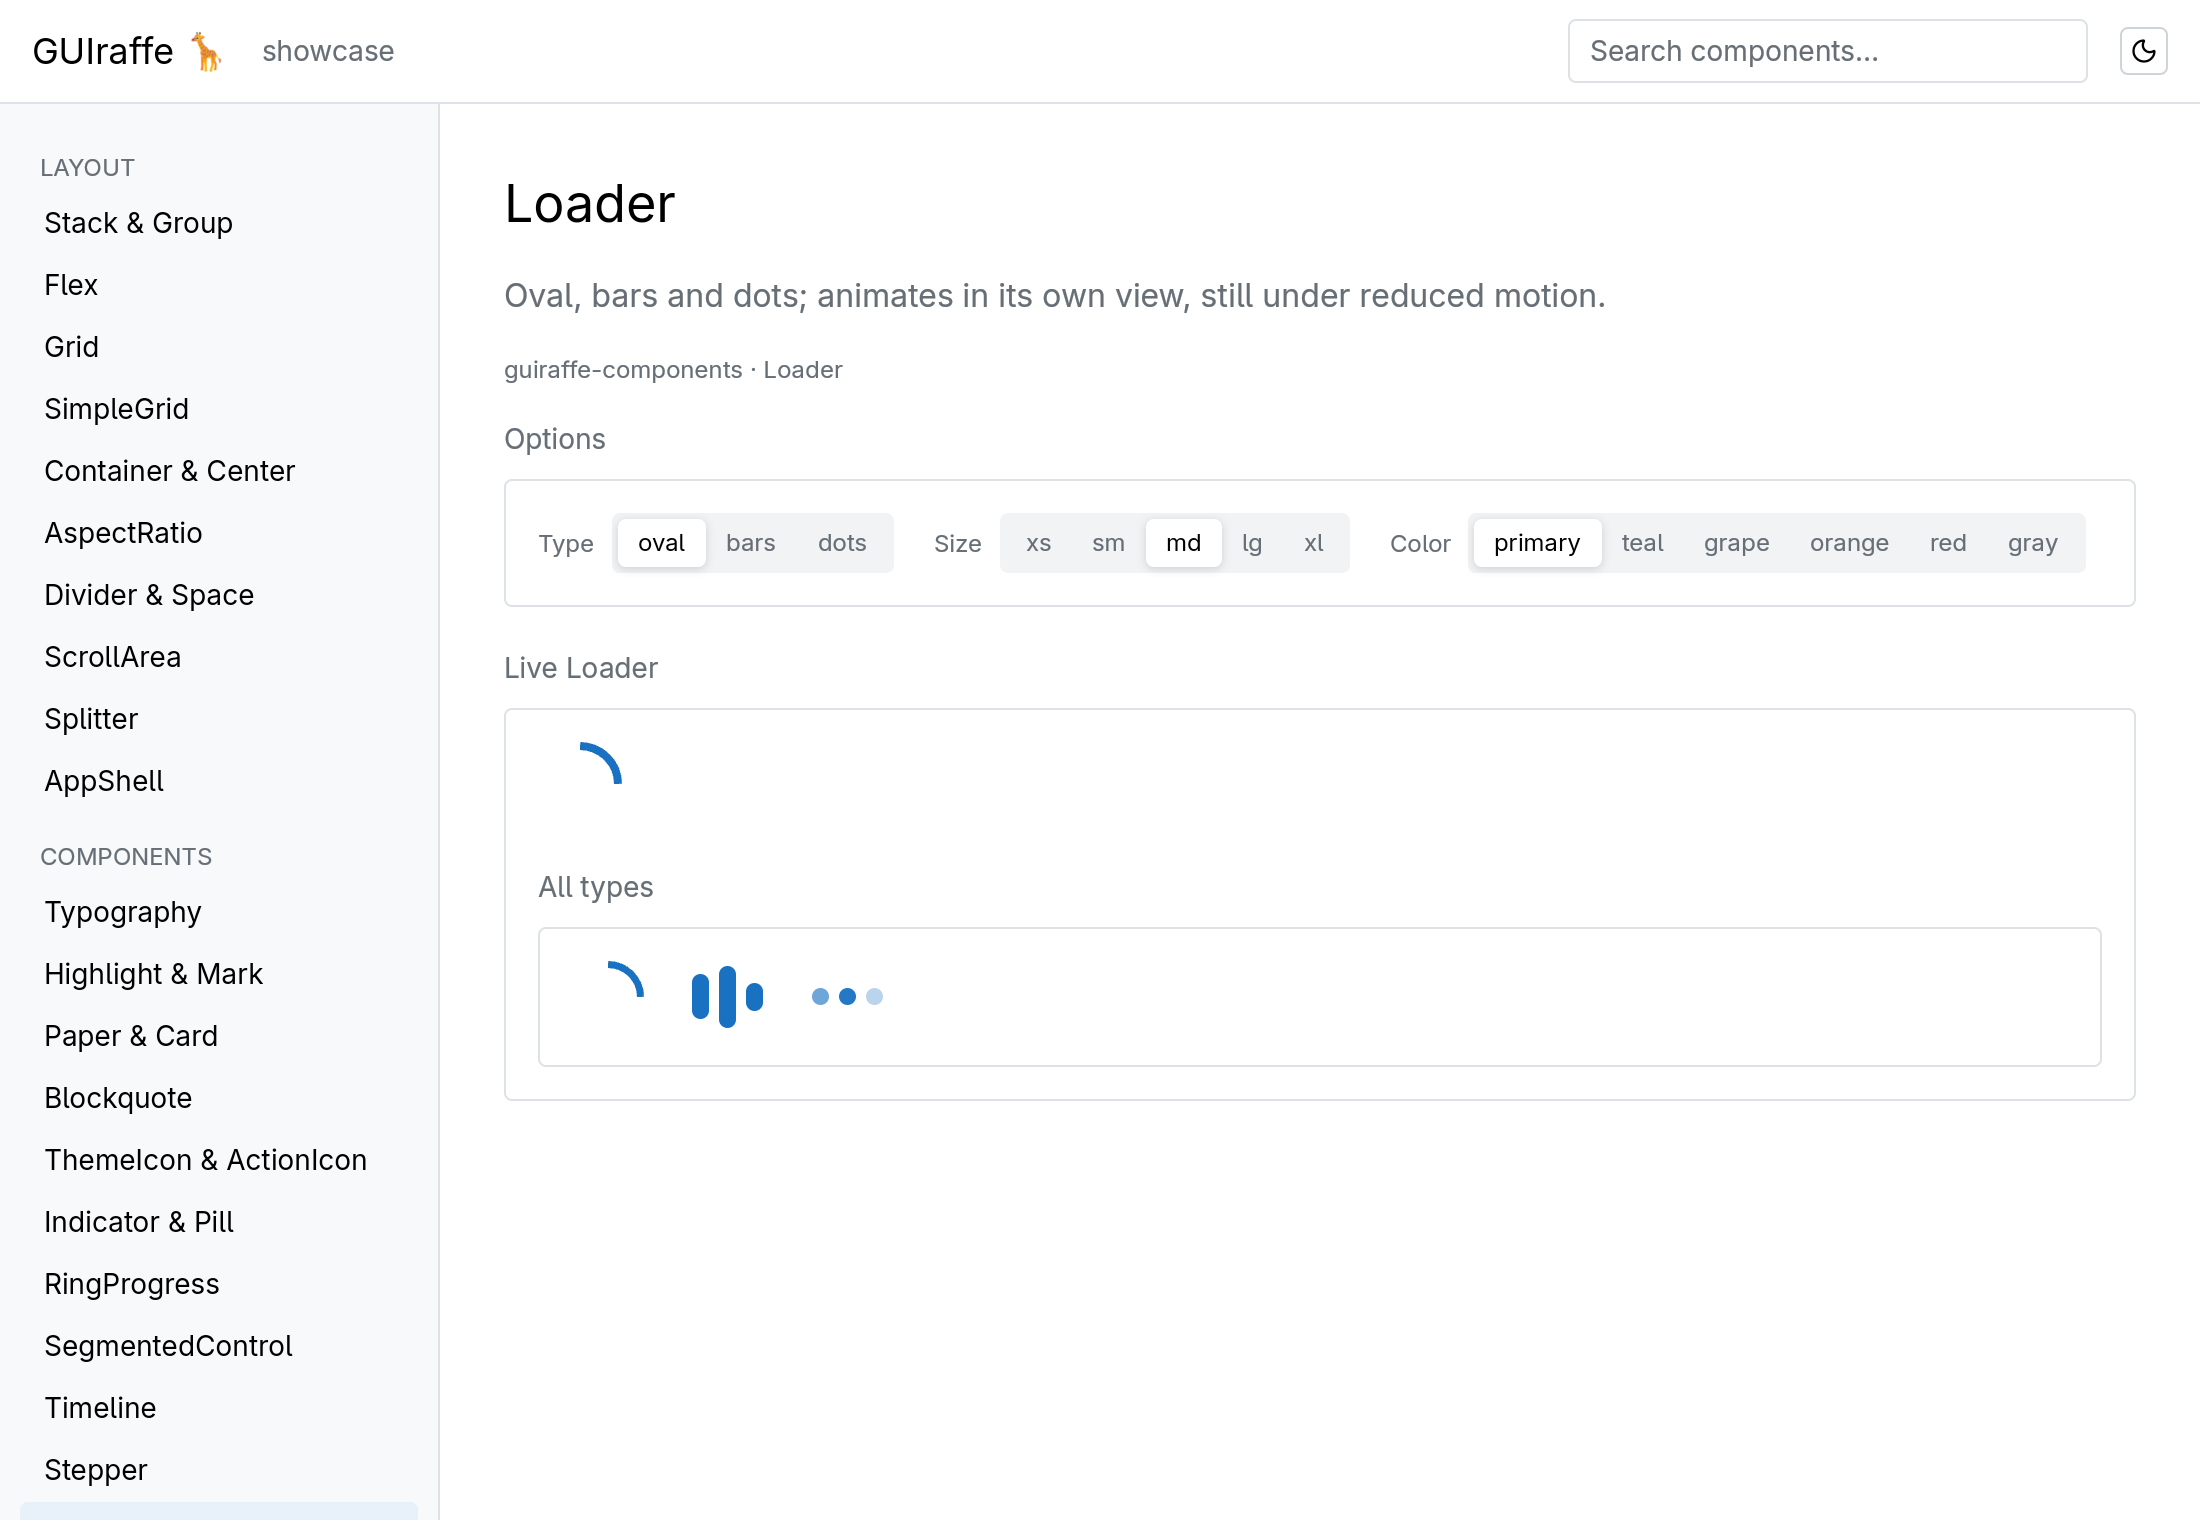 GUIraffe 🦒 showcase Search components...
LAYOUT
Stack & Group
Flex
Grid
SimpleGrid
Container & Center
AspectRatio
Divider & Space
ScrollArea
Splitter
AppShell
COMPONENTS
Typography
Highlight & Mark
Paper & Card
Blockquote
ThemeIcon & ActionIcon
Indicator & Pill
RingProgress
SegmentedControl
Timeline
Stepper
Loader
Oval, bars and dots; animates in its own view, still under reduced motion.
guiraffe-components · Loader
Options
Type oval bars dots Size xs sm md lg xl Color primary teal grape orange red gray
Live Loader
All types